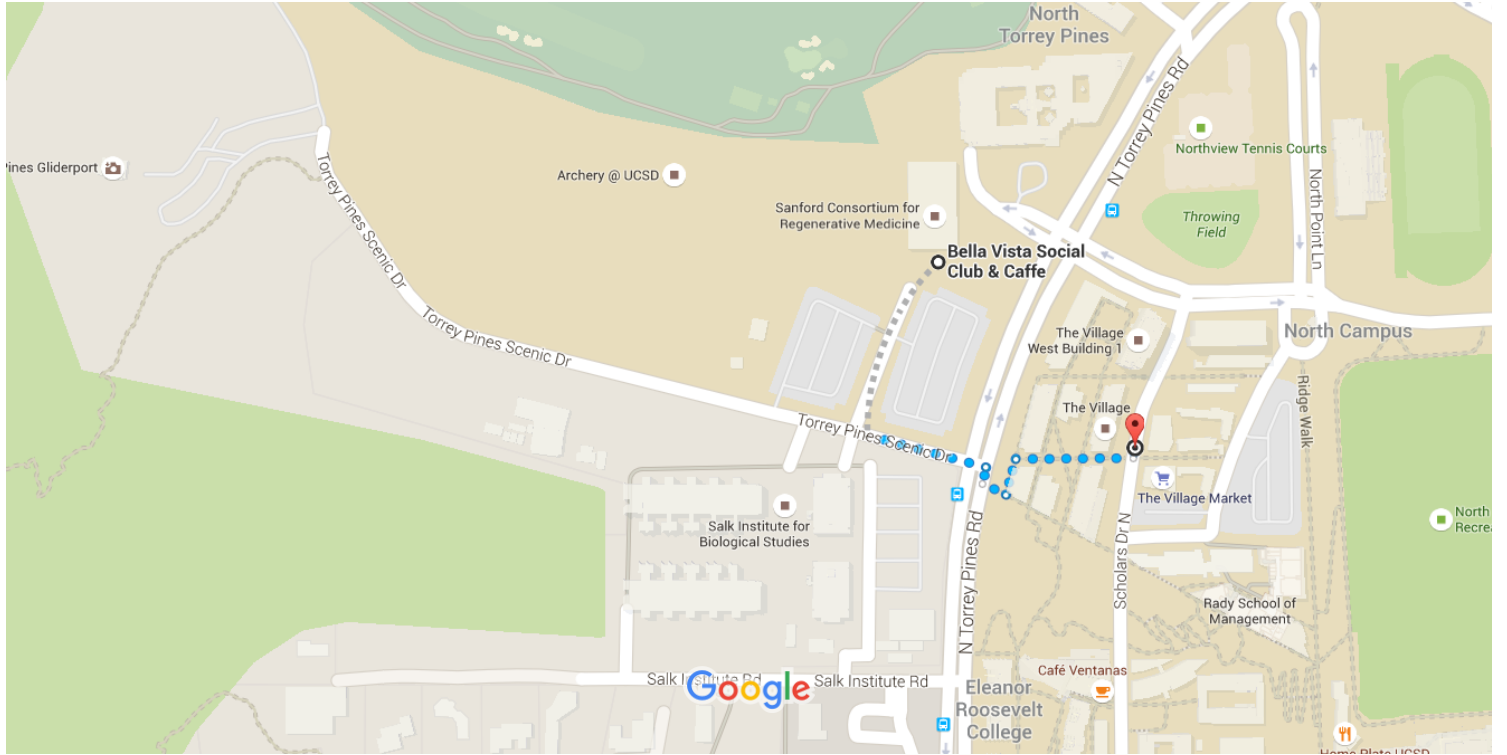 North
Torrey Pines
N Torrey Pines Rd
Northview Tennis Courts
Pines Gliderport
Torrey Pines Scenic Dr
Archery @ UCSD
Sanford Consortium for
Regenerative Medicine
Throwing
Field
North Point Ln
Bella Vista Social
Club & Caffe
Torrey Pines Scenic Dr
The Village
West Building 1
North Campus
Ridge Walk
The Village
Torrey Pines Scenic Dr
The Village Market
Salk Institute for
Biological Studies
N Torrey Pines Rd
Scholars Dr N
North
Recrea
Rady School of
Management
Café Ventanas
Salk Institute Rd
Google
Salk Institute Rd
Eleanor
Roosevelt
College
Home Plate UCSD